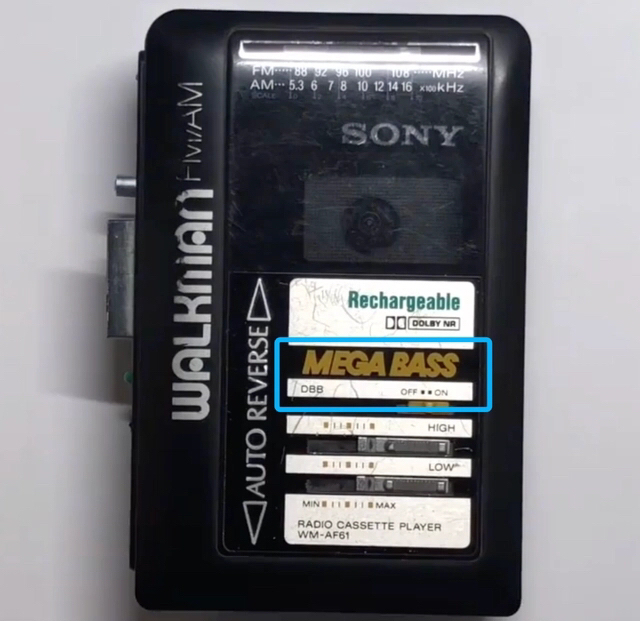 FM····· 88 92 96 100 108 ·····MHz
AM··· 5.3 6 7 8 10 12 14 16 x100kHz
SCALE
SONY
WALKMAN FM/AM
AUTO REVERSE
Rechargeable
DOLBY NR
MEGA BASS
DBB OFF ON
HIGH
LOW
MIN MAX
RADIO CASSETTE PLAYER
WM-AF61